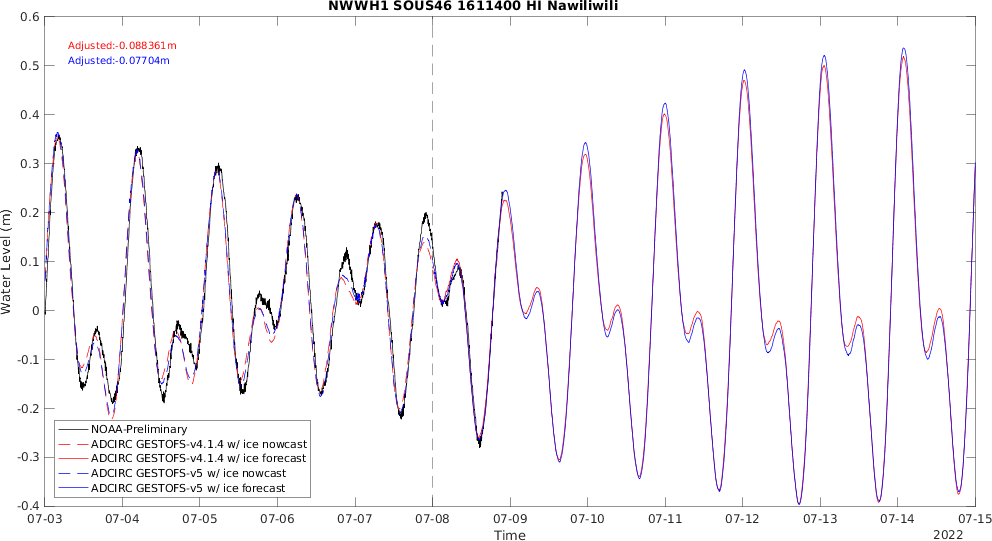 NWWH1 SOUS46 1611400 HI Nawiliwili
Adjusted:-0.088361m
Adjusted:-0.07704m
Water Level (m)
0.6
0.5
0.4
0.3
0.2
0.1
0
-0.1
-0.2
-0.3
-0.4
NOAA-Preliminary
ADCIRC GESTOFS-v4.1.4 w/ ice nowcast
ADCIRC GESTOFS-v4.1.4 w/ ice forecast
ADCIRC GESTOFS-v5 w/ ice nowcast
ADCIRC GESTOFS-v5 w/ ice forecast
07-03 07-04 07-05 07-06 07-07 07-08 07-09 07-10 07-11 07-12 07-13 07-14 07-15
Time
2022